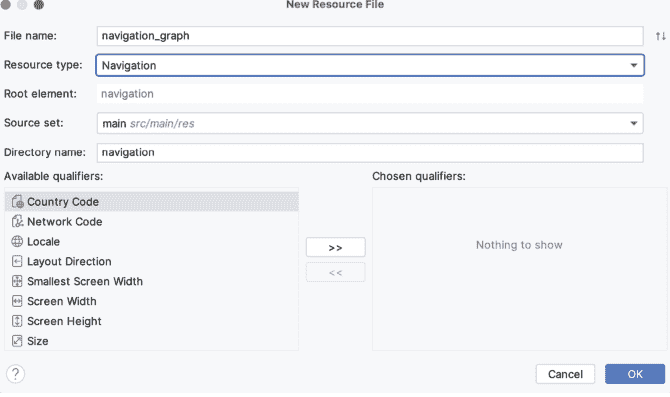 New Resource File
File name: navigation_graph
Resource type: Navigation
Root element: navigation
Source set: main src/main/res
Directory name: navigation
Available qualifiers: Chosen qualifiers:
Country Code
Network Code
Locale
Layout Direction
Smallest Screen Width
Screen Width
Screen Height
Size
>>
<<
Nothing to show
? Cancel OK